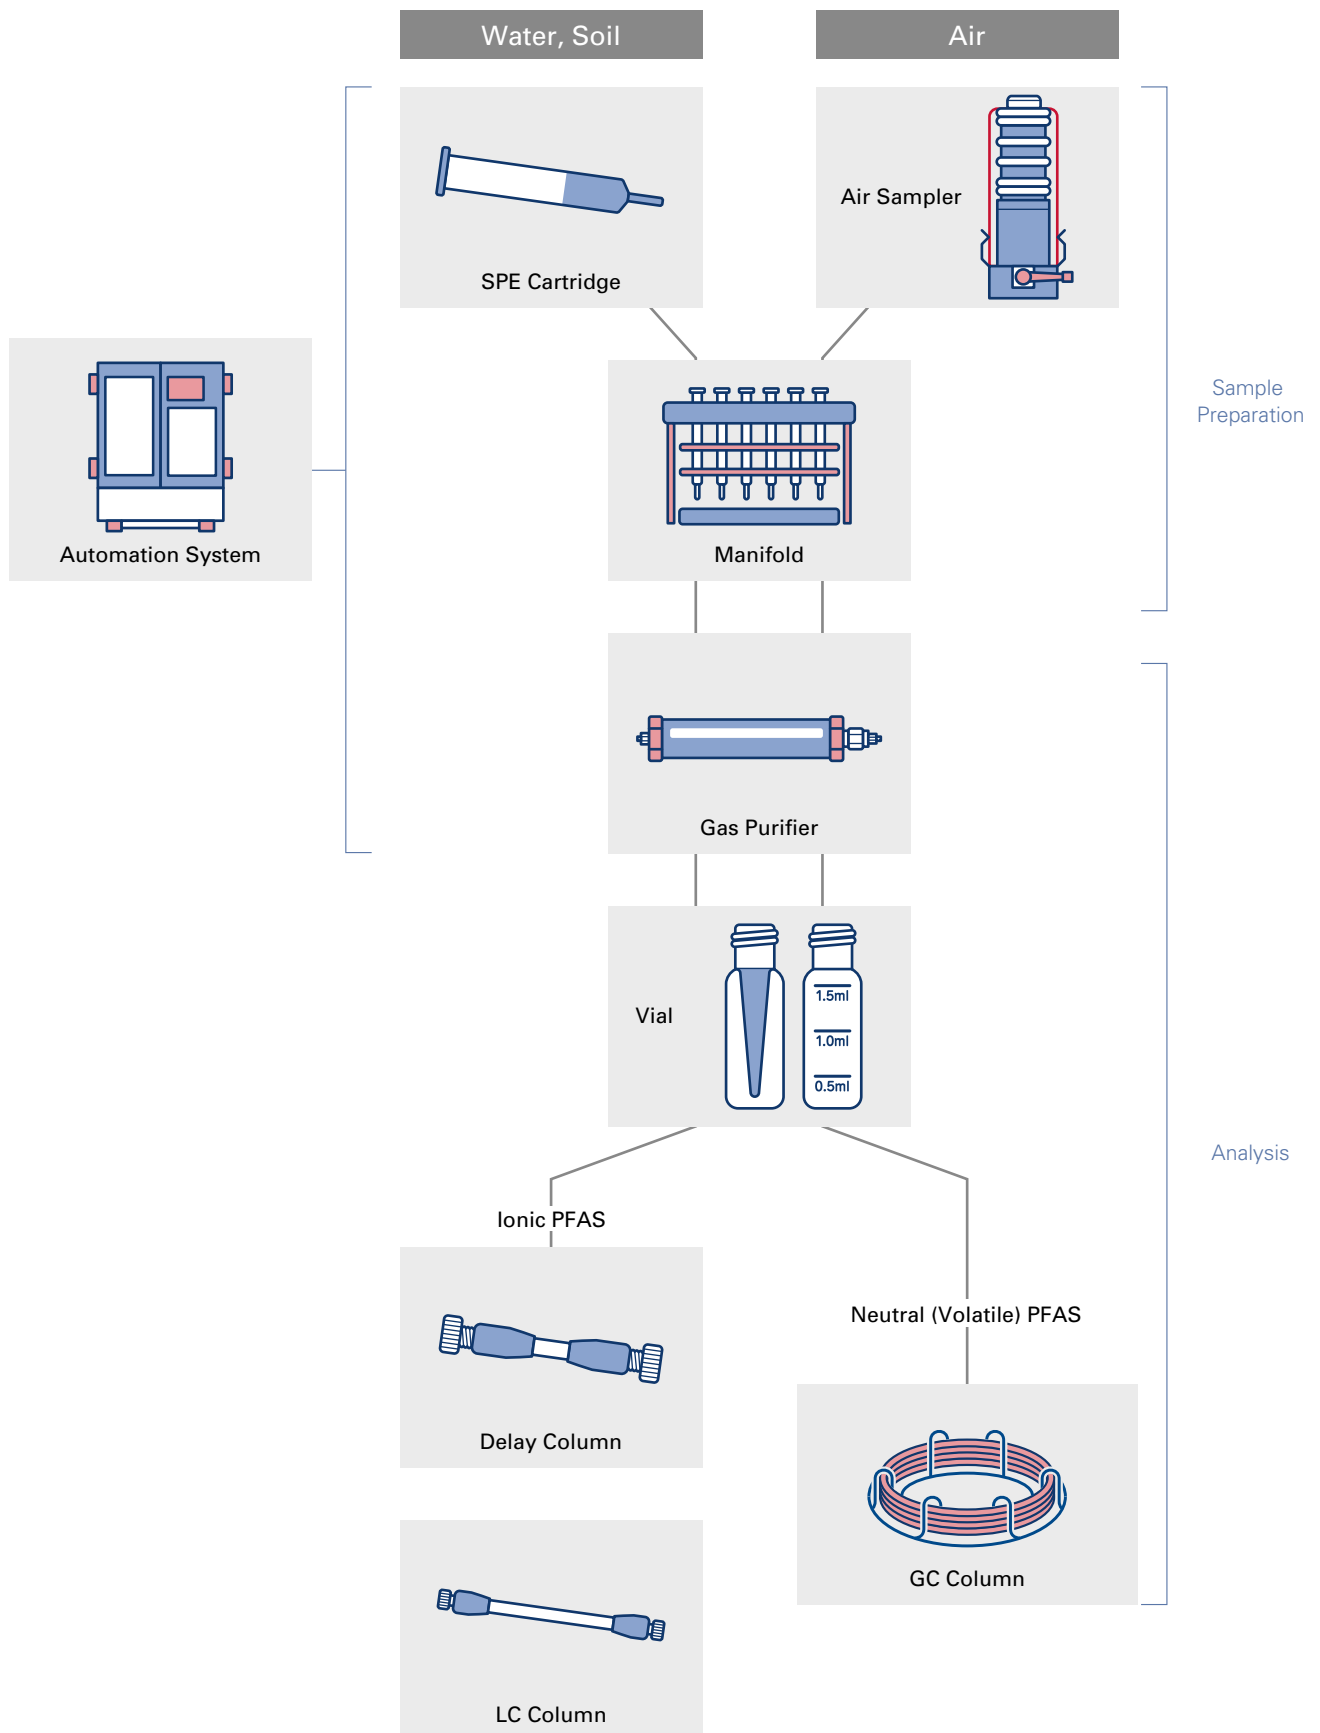 Water, Soil
Air
SPE Cartridge
Air Sampler
Automation System
Manifold
Sample
Preparation
Gas Purifier
Vial
1.5ml
1.0ml
0.5ml
Analysis
Ionic PFAS
Neutral (Volatile) PFAS
Delay Column
GC Column
LC Column